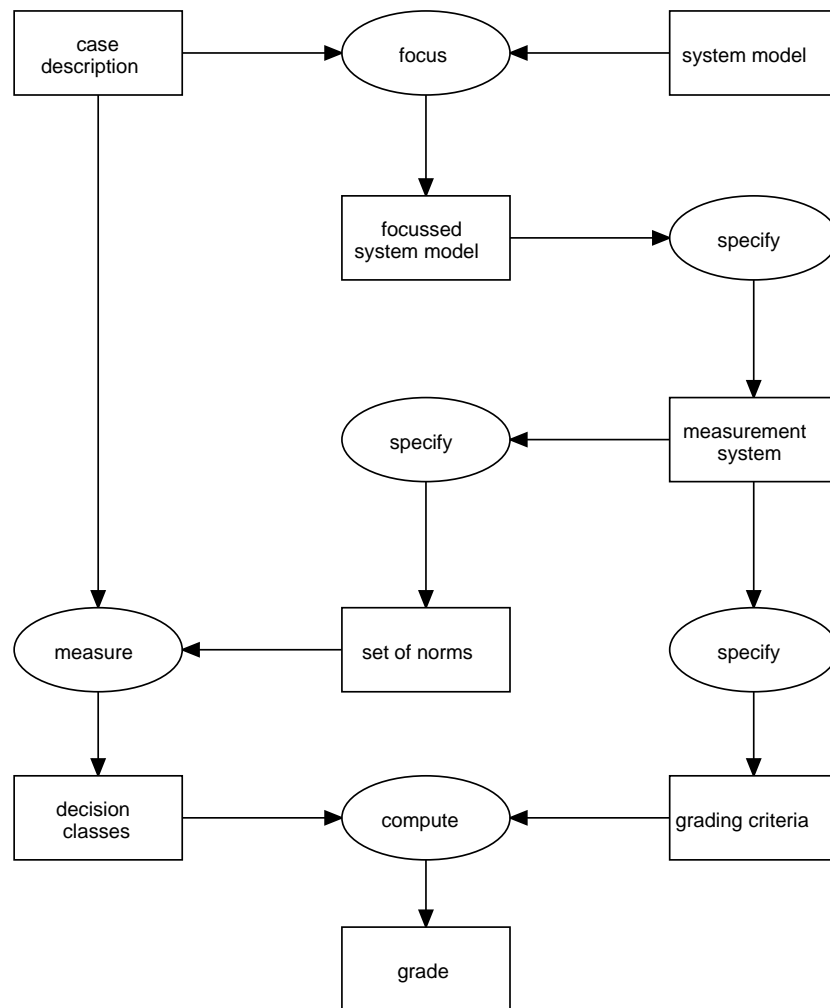 case
description
focus
system model
focussed
system model
specify
specify
measurement
system
measure
set of norms
specify
decision
classes
compute
grading criteria
grade